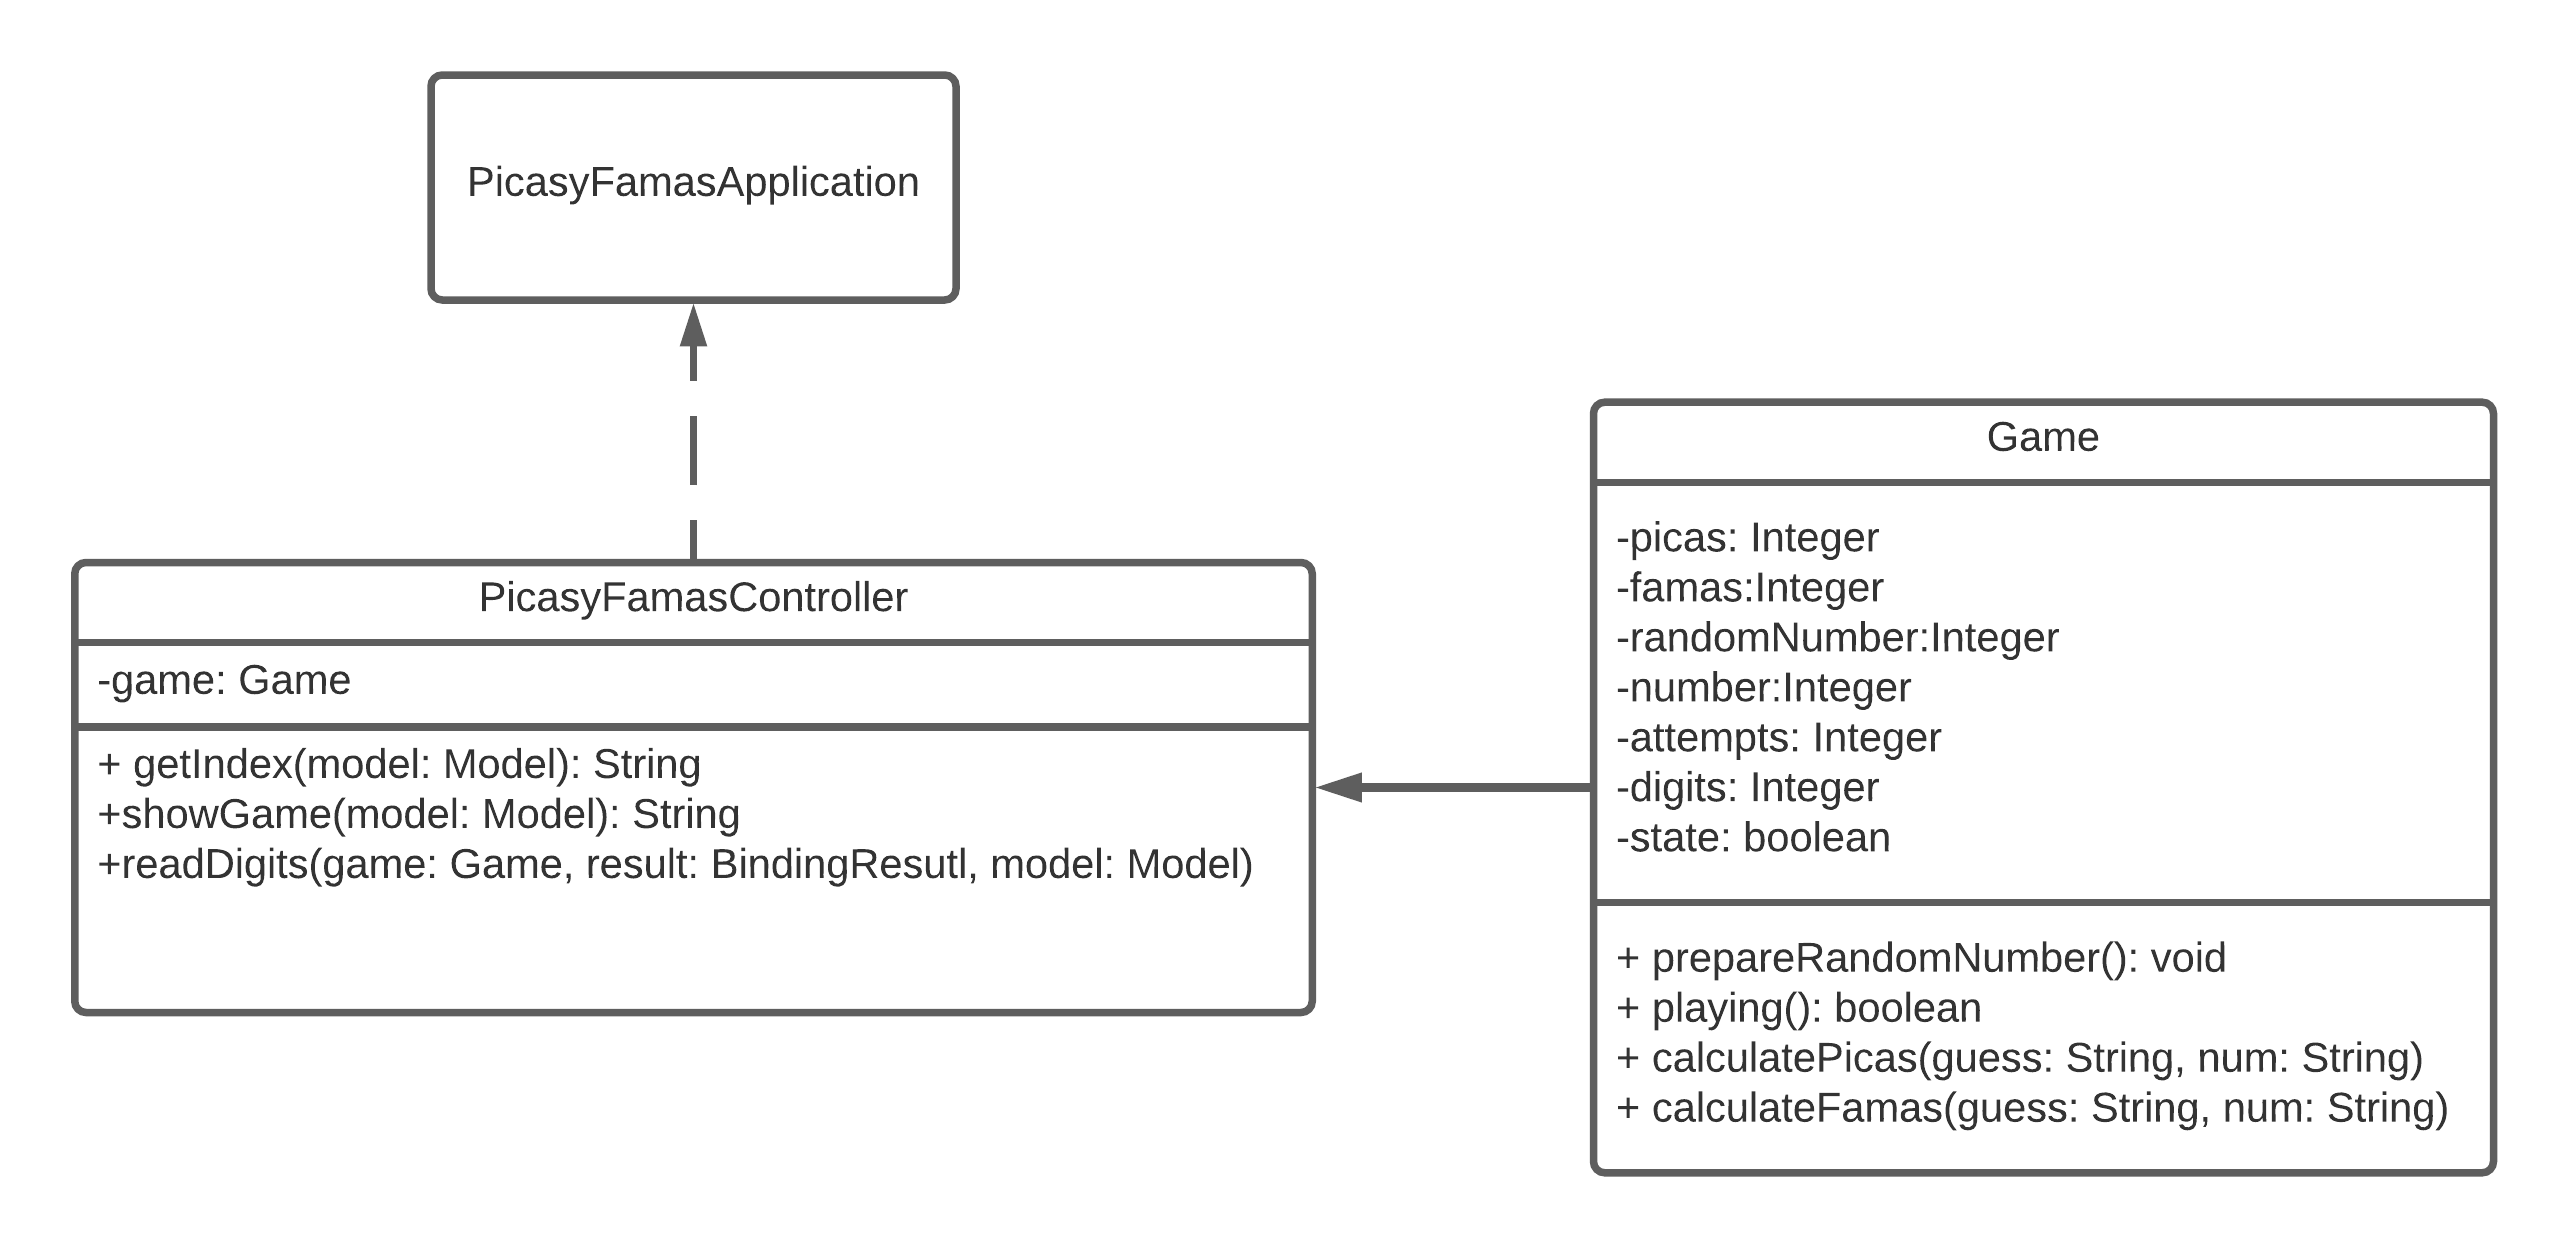 PicasyFamasApplication
PicasyFamasController
-game: Game
+ getIndex(model: Model): String
+showGame(model: Model): String
+readDigits(game: Game, result: BindingResutl, model: Model)
Game
-picas: Integer
-famas:Integer
-randomNumber:Integer
-number:Integer
-attempts: Integer
-digits: Integer
-state: boolean
+ prepareRandomNumber(): void
+ playing(): boolean
+ calculatePicas(guess: String, num: String)
+ calculateFamas(guess: String, num: String)